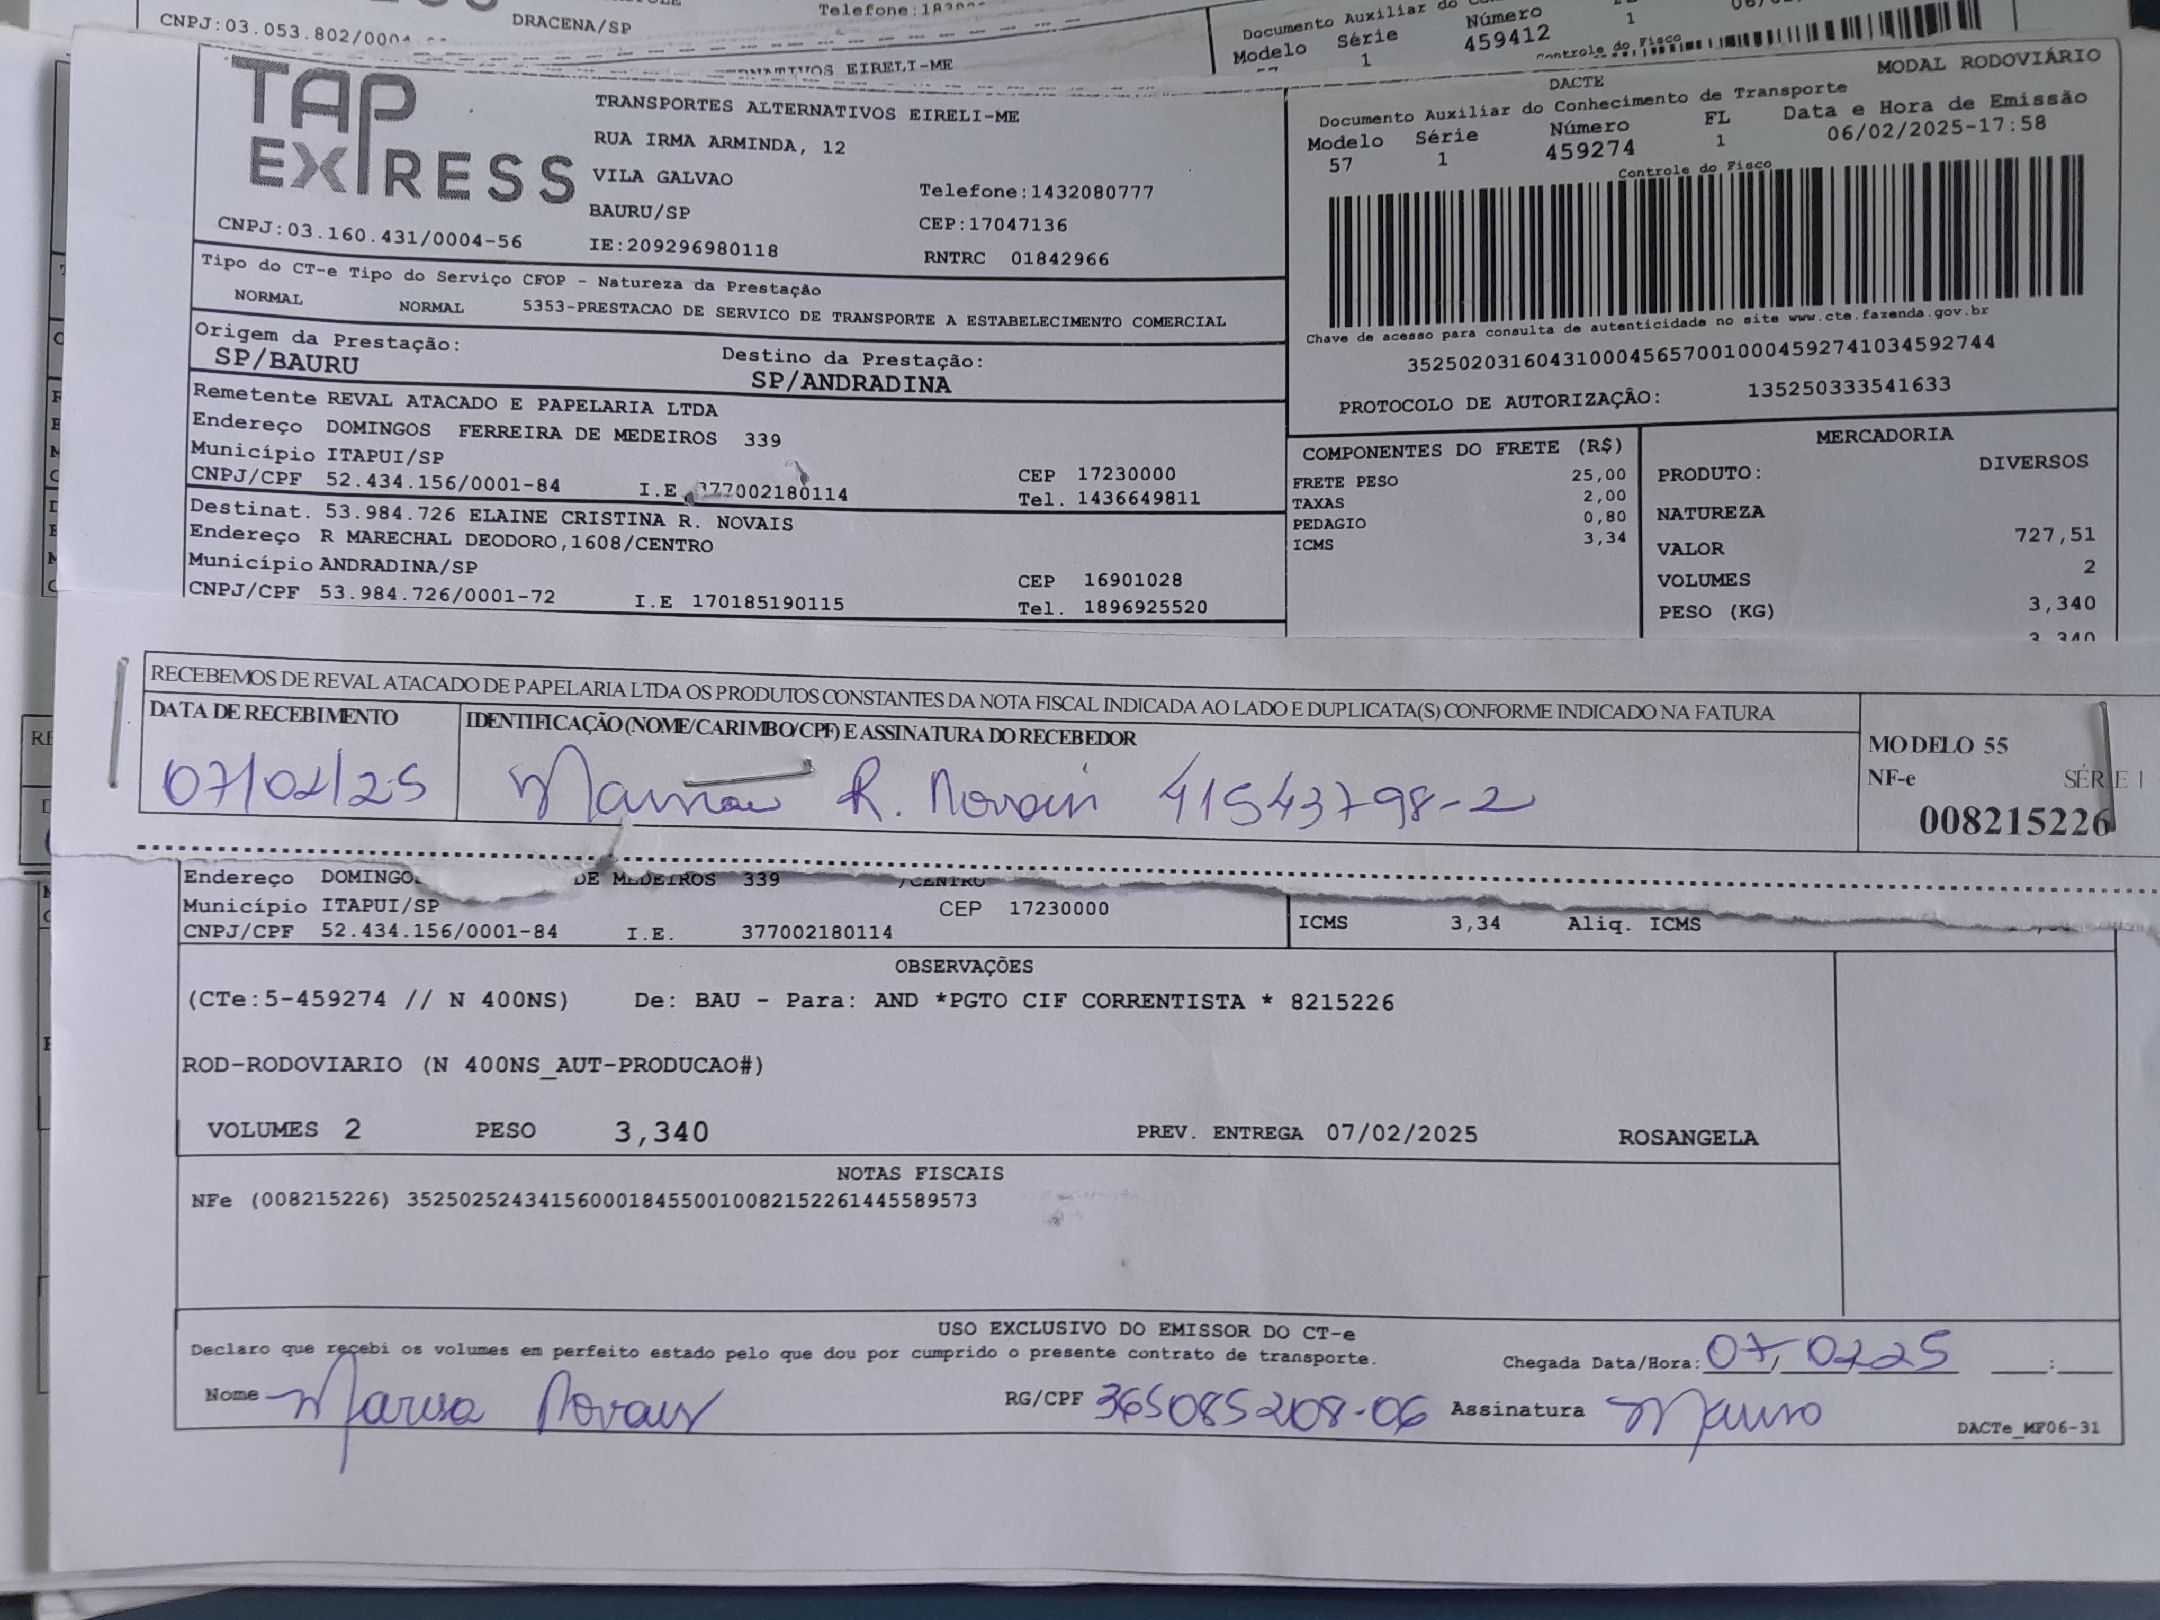 CNPJ:03.053.802/0004
DRACENA/SP
Documento Auxiliar do
Modelo Série Número
1 459412 1
Controle do Fisco
EIRELI-ME
TAP EXPRESS
TRANSPORTES ALTERNATIVOS EIRELI-ME
RUA IRMA ARMINDA, 12
VILA GALVAO Telefone:1432080777
BAURU/SP CEP:17047136
CNPJ:03.160.431/0004-56 IE:209296980118 RNTRC 01842966
DACTE MODAL RODOVIÁRIO
Documento Auxiliar do Conhecimento de Transporte
Modelo Série Número FL Data e Hora de Emissão
57 1 459274 1 06/02/2025-17:58
Controle do Fisco
Chave de acesso para consulta de autenticidade no site www.cte.fazenda.gov.br
35250203160431000456570010004592741034592744
PROTOCOLO DE AUTORIZAÇÃO: 135250333541633
Tipo do CT-e Tipo do Serviço CFOP - Natureza da Prestação
NORMAL NORMAL 5353-PRESTACAO DE SERVICO DE TRANSPORTE A ESTABELECIMENTO COMERCIAL
Origem da Prestação: Destino da Prestação:
SP/BAURU SP/ANDRADINA
Remetente REVAL ATACADO E PAPELARIA LTDA
Endereço DOMINGOS FERREIRA DE MEDEIROS 339
Município ITAPUI/SP CEP 17230000
CNPJ/CPF 52.434.156/0001-84 I.E 377002180114 Tel. 1436649811
Destinat. 53.984.726 ELAINE CRISTINA R. NOVAIS
Endereço R MARECHAL DEODORO,1608/CENTRO
Município ANDRADINA/SP CEP 16901028
CNPJ/CPF 53.984.726/0001-72 I.E 170185190115 Tel. 1896925520
COMPONENTES DO FRETE (R$)
FRETE PESO 25,00
TAXAS 2,00
PEDAGIO 0,80
ICMS 3,34
MERCADORIA
PRODUTO: DIVERSOS
NATUREZA
VALOR 727,51
VOLUMES 2
PESO (KG) 3,340
3,340
RECEBEMOS DE REVAL ATACADO DE PAPELARIA LTDA OS PRODUTOS CONSTANTES DA NOTA FISCAL INDICADA AO LADO E DUPLICATA(S) CONFORME INDICADO NA FATURA
DATA DE RECEBIMENTO IDENTIFICAÇÃO (NOME/CARIMBO/CPF) E ASSINATURA DO RECEBEDOR
07/02/25 R. Novais 41543798-2
MODELO 55
NF-e SÉRIE 1
008215226
Endereço DOMINGO DE MEDEIROS 339 /CENTRO
Município ITAPUI/SP CEP 17230000
CNPJ/CPF 52.434.156/0001-84 I.E. 377002180114
ICMS 3,34 Aliq. ICMS
OBSERVAÇÕES
(CTe:5-459274 // N 400NS) De: BAU - Para: AND *PGTO CIF CORRENTISTA * 8215226
ROD-RODOVIARIO (N 400NS_AUT-PRODUCAO#)
VOLUMES 2 PESO 3,340 PREV. ENTREGA 07/02/2025 ROSANGELA
NOTAS FISCAIS
NFe (008215226) 35250252434156000184550010082152261445589573
USO EXCLUSIVO DO EMISSOR DO CT-e
Declaro que recebi os volumes em perfeito estado pelo que dou por cumprido o presente contrato de transporte. Chegada Data/Hora: 07/02/25 :
Nome Novais RG/CPF 365085208-06 Assinatura
DACTe_MF06-31